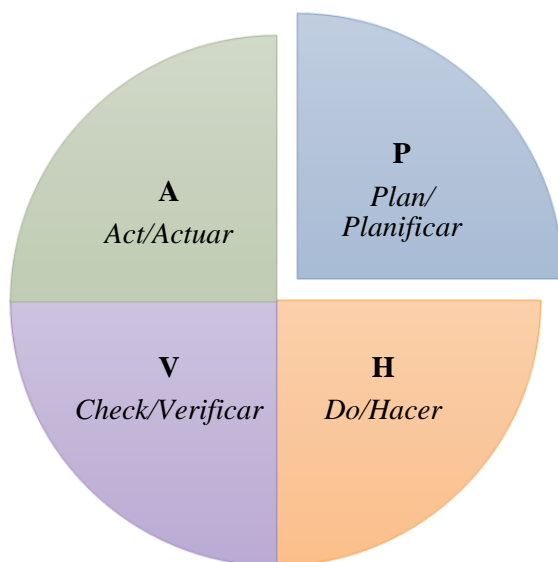 P
Plan/
Planificar
H
Do/Hacer
V
Check/Verificar
A
Act/Actuar